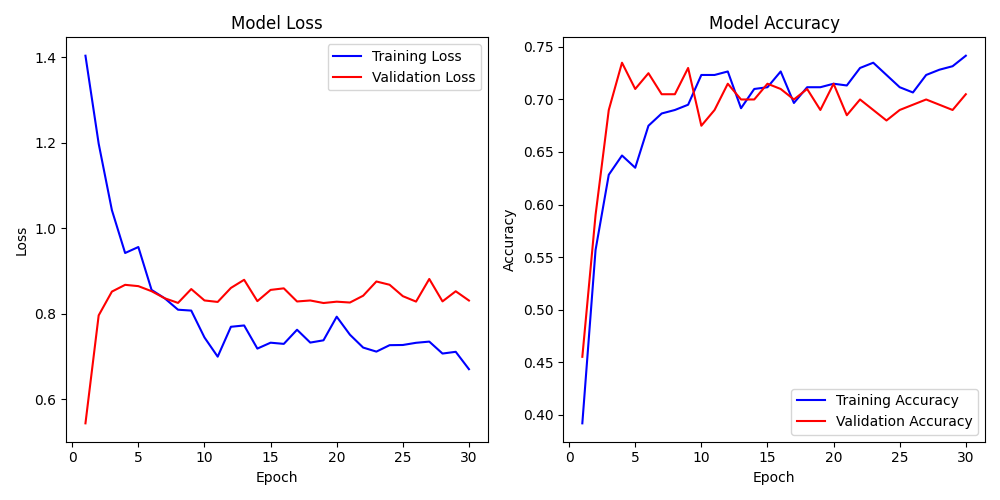 Model Loss
1.4
1.2
1.0
0.8
0.6
Loss
Training Loss
Validation Loss
0 5 10 15 20 25 30
Epoch
Model Accuracy
0.75
0.70
0.65
0.60
0.55
0.50
0.45
0.40
Accuracy
Training Accuracy
Validation Accuracy
0 5 10 15 20 25 30
Epoch